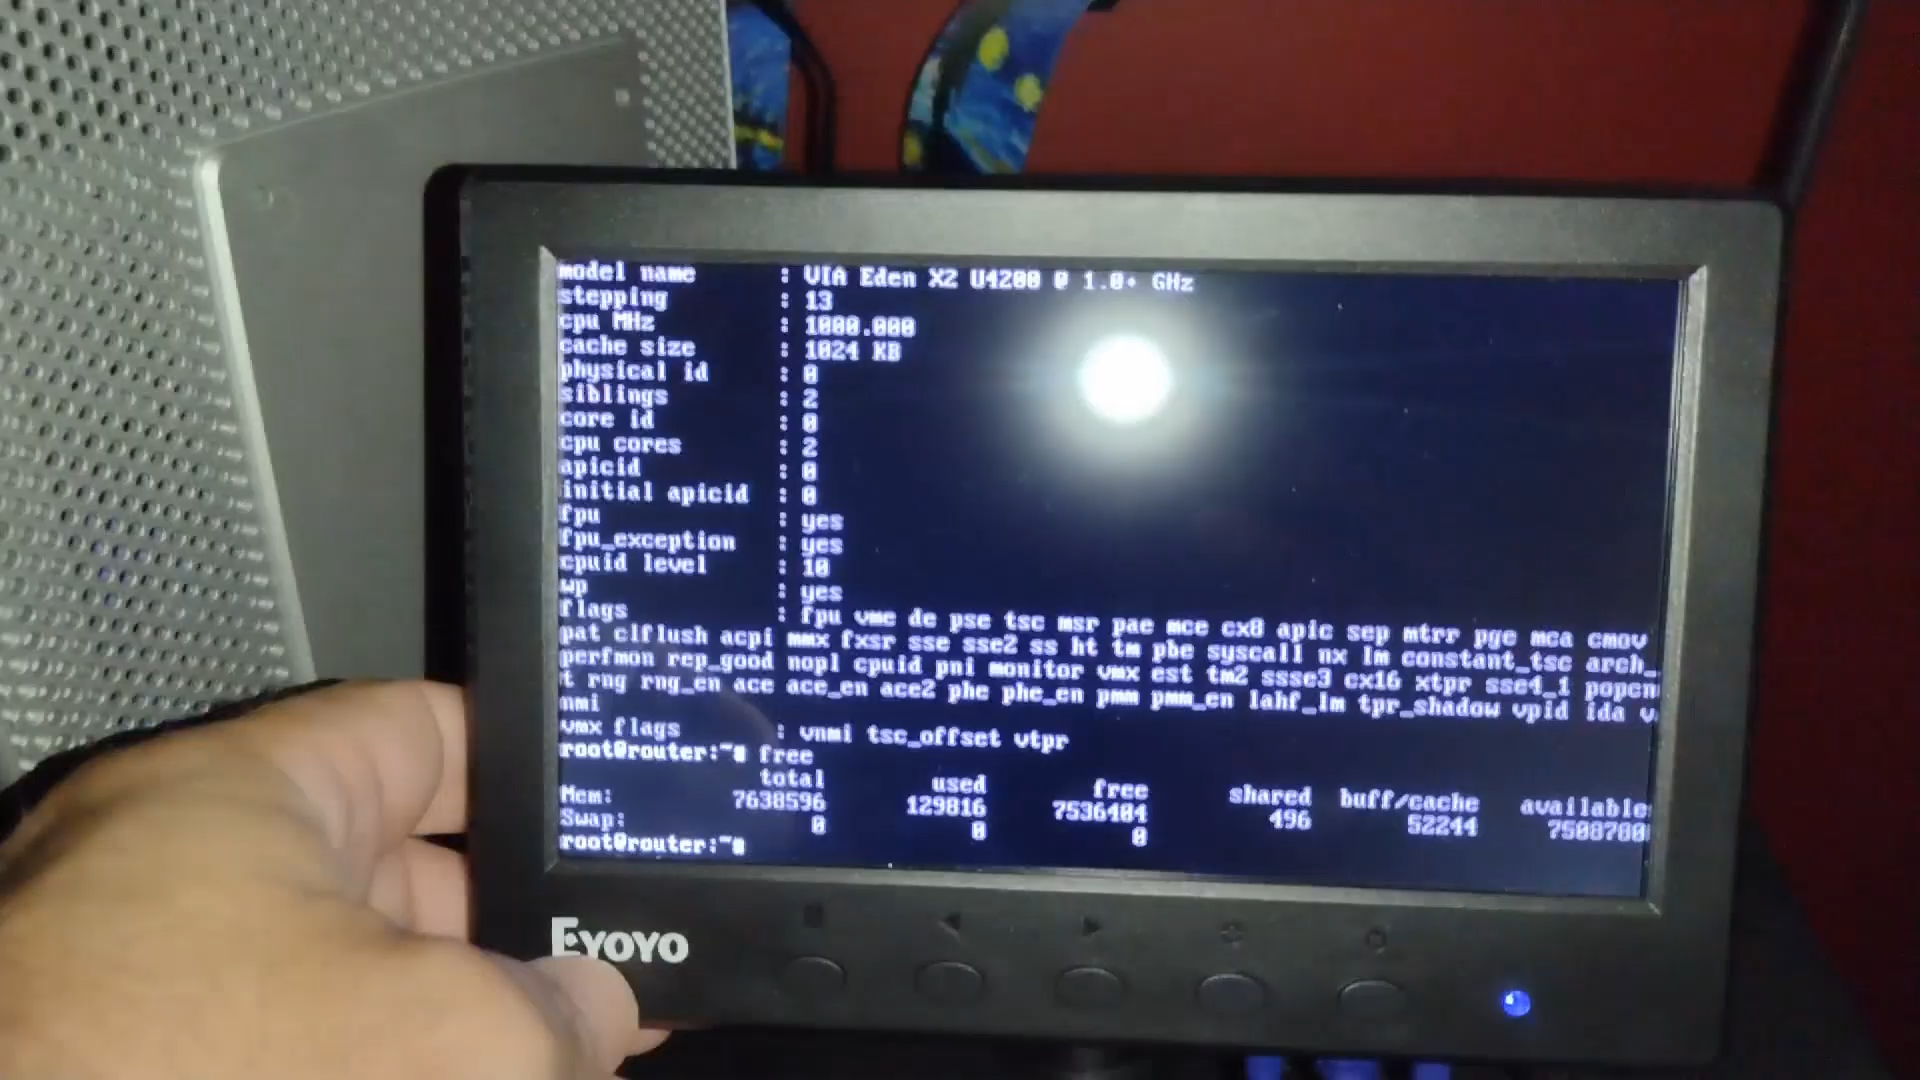 model name : VIA Eden X2 U4200 @ 1.0+ GHz
stepping : 13
cpu MHz : 1000.000
cache size : 1024 KB
physical id : 0
siblings : 2
core id : 0
cpu cores : 2
apicid : 0
initial apicid : 0
fpu : yes
fpu_exception : yes
cpuid level : 10
wp : yes
flags : fpu vme de pse tsc msr pae mce cx8 apic sep mtrr pge mca cmov
pat clflush acpi mmx fxsr sse sse2 ss ht tm pbe syscall nx lm constant_tsc arch_
perfmon rep_good nopl cpuid pni monitor vmx est tm2 ssse3 cx16 xtpr sse4_1 popcn
t rng rng_en ace ace_en ace2 phe phe_en pmm pmm_en lahf_lm tpr_shadow vpid ida v
nmi
vmx flags : vnmi tsc_offset vtpr
root@router:~# free
total used free shared buff/cache available
Mem: 7638596 129816 7536404 496 52244 7508780
Swap: 0 0 0
root@router:~#
Eyoyo